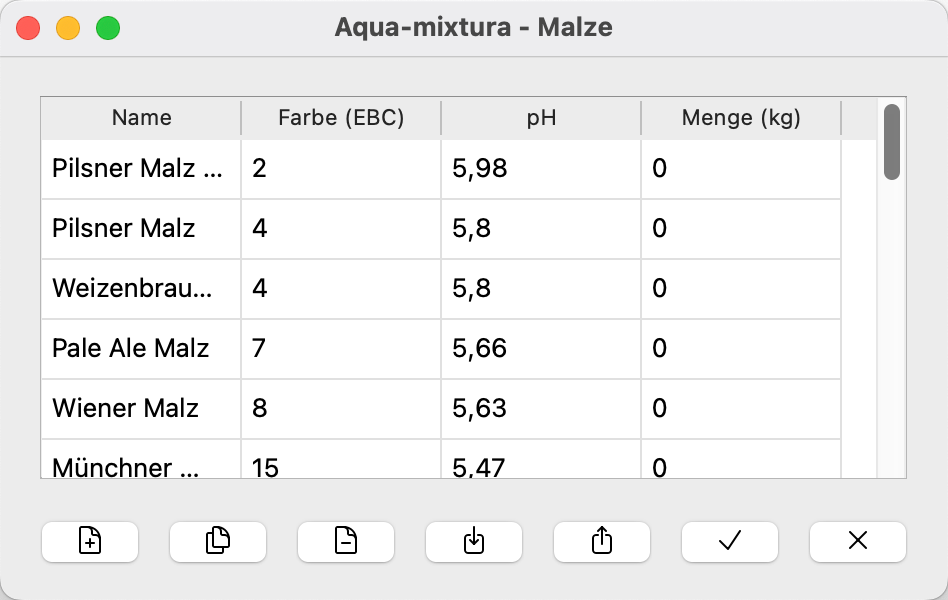 Aqua-mixtura - Malze
Name Farbe (EBC) pH Menge (kg)
Pilsner Malz ... 2 5,98 0
Pilsner Malz 4 5,8 0
Weizenbrau... 4 5,8 0
Pale Ale Malz 7 5,66 0
Wiener Malz 8 5,63 0
Münchner ... 15 5,47 0